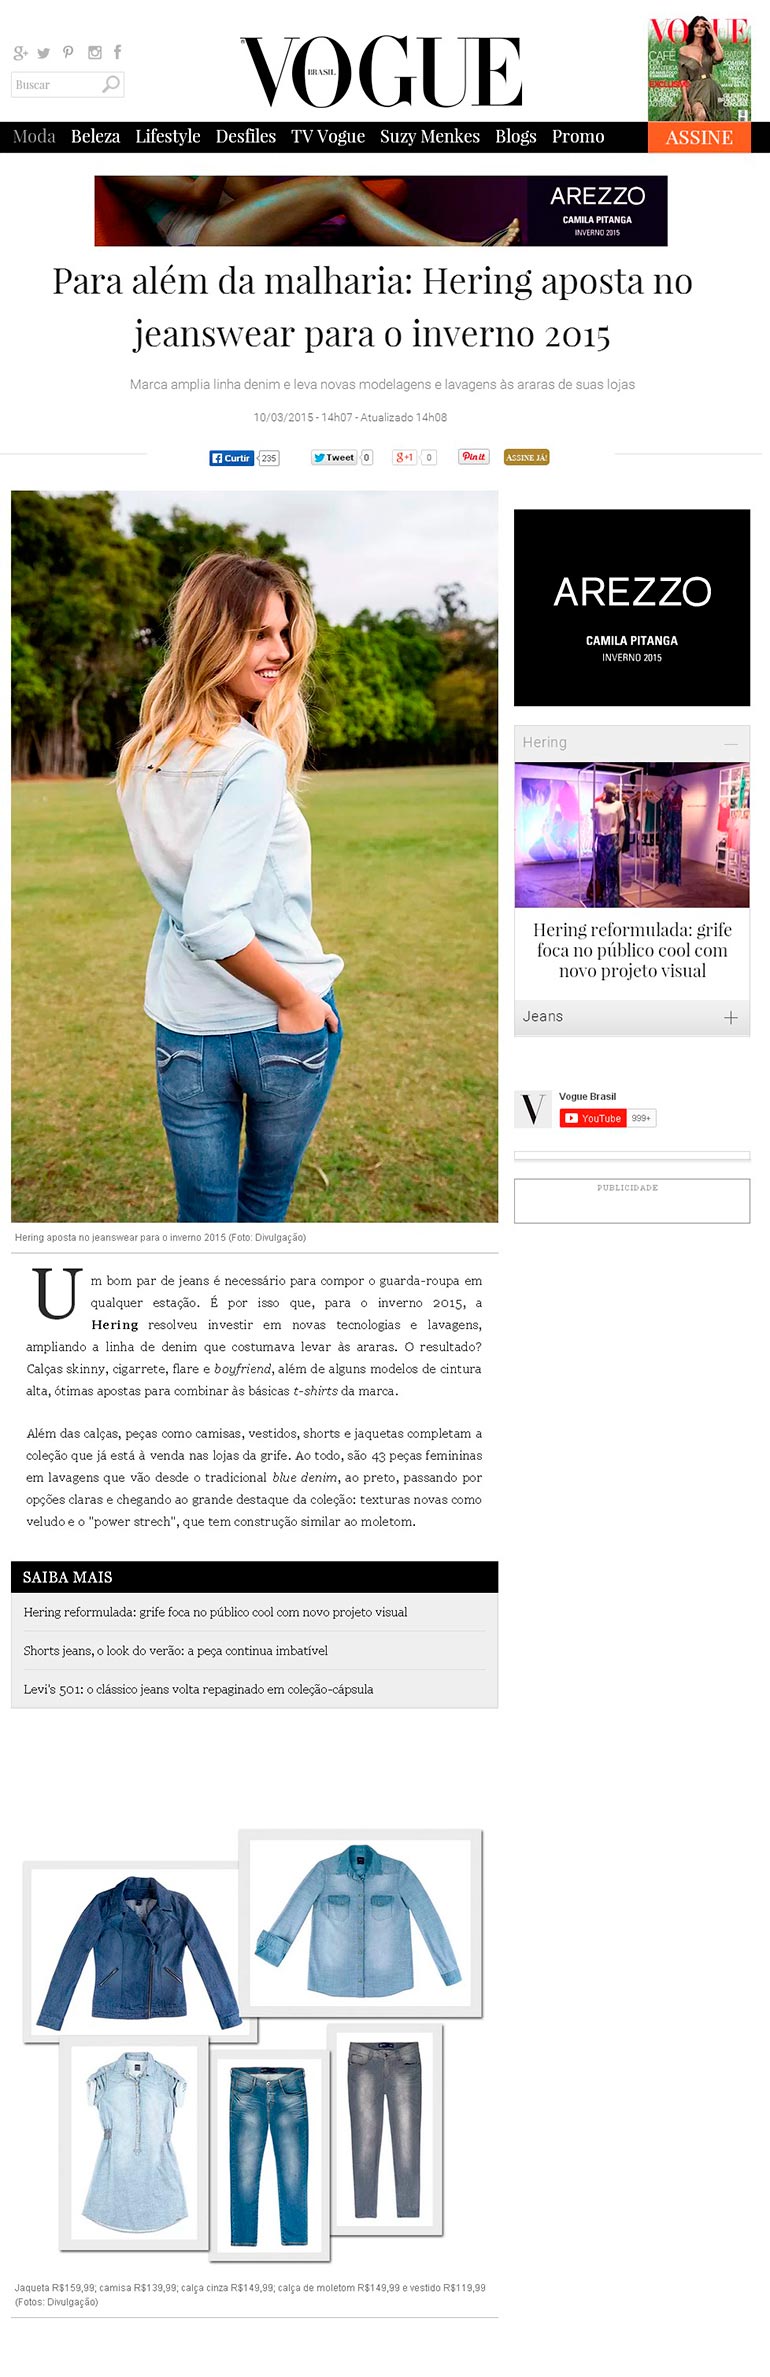 Buscar
VOGUE
BRASIL
VOGUE
Moda Beleza Lifestyle Desfiles TV Vogue Suzy Menkes Blogs Promo
ASSINE
AREZZO
CAMILA PITANGA
INVERNO 2015
Para além da malharia: Hering aposta no
jeanswear para o inverno 2015
Marca amplia linha denim e leva novas modelagens e lavagens às araras de suas lojas
10/03/2015 - 14h07 - Atualizado 14h08
Curtir 235 Tweet 0 +1 0 Pin it ASSINE JÁ!
AREZZO
CAMILA PITANGA
INVERNO 2015
Hering
Hering reformulada: grife
foca no público cool com
novo projeto visual
Jeans
Vogue Brasil
YouTube 999+
PUBLICIDADE
Hering aposta no jeanswear para o inverno 2015 (Foto: Divulgação)
Um bom par de jeans é necessário para compor o guarda-roupa em
qualquer estação. É por isso que, para o inverno 2015, a
Hering resolveu investir em novas tecnologias e lavagens,
ampliando a linha de denim que costumava levar às araras. O resultado?
Calças skinny, cigarrete, flare e boyfriend, além de alguns modelos de cintura
alta, ótimas apostas para combinar às básicas t-shirts da marca.
Além das calças, peças como camisas, vestidos, shorts e jaquetas completam a
coleção que já está à venda nas lojas da grife. Ao todo, são 43 peças femininas
em lavagens que vão desde o tradicional blue denim, ao preto, passando por
opções claras e chegando ao grande destaque da coleção: texturas novas como
veludo e o "power strech", que tem construção similar ao moletom.
SAIBA MAIS
Hering reformulada: grife foca no público cool com novo projeto visual
Shorts jeans, o look do verão: a peça continua imbatível
Levi's 501: o clássico jeans volta repaginado em coleção-cápsula
Jaqueta R$159,99; camisa R$139,99; calça cinza R$149,99; calça de moletom R$149,99 e vestido R$119,99
(Fotos: Divulgação)